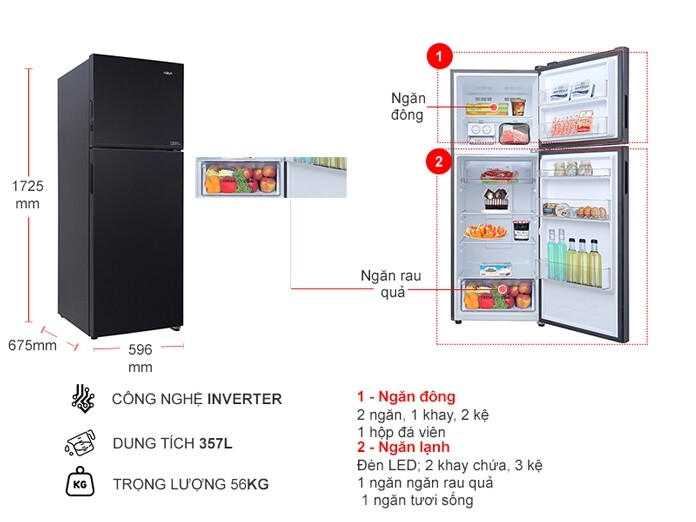 AQUA
1725
mm
675mm
596
mm
1
Ngăn
đông
2
Ngăn rau
quả
CÔNG NGHỆ INVERTER
DUNG TÍCH 357L
KG
TRỌNG LƯỢNG 56KG
1 - Ngăn đông
2 ngăn, 1 khay, 2 kệ
1 hộp đá viên
2 - Ngăn lạnh
Đèn LED; 2 khay chứa, 3 kệ
1 ngăn ngăn rau quả
1 ngăn tươi sống